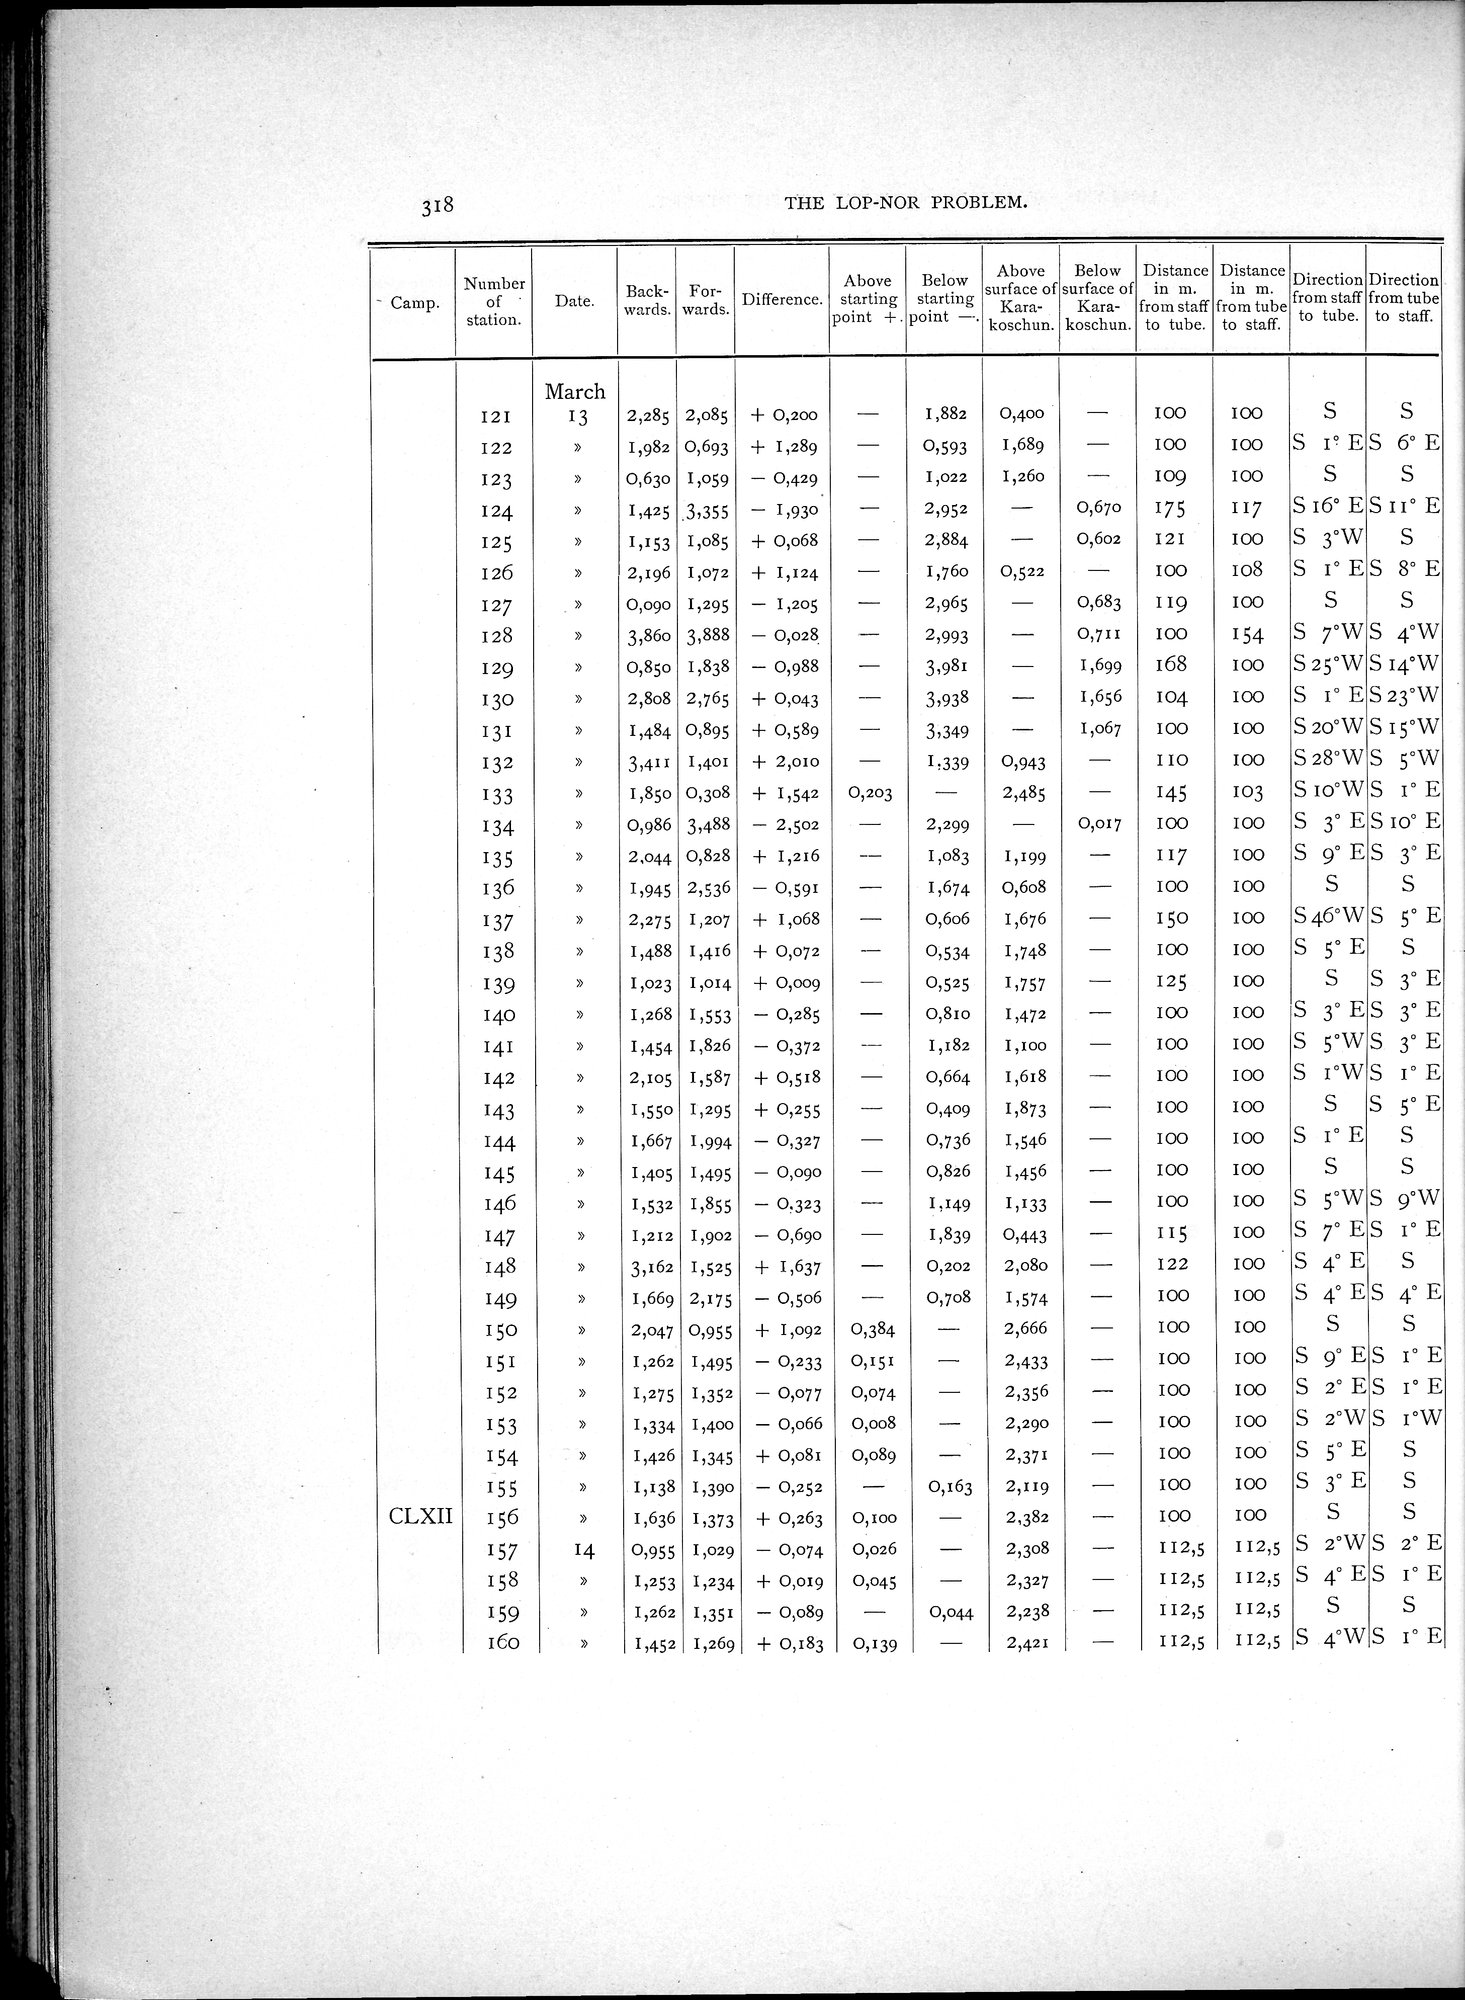 318 THE LOP-NOR PROBLEM.
Camp. | Number of station. | Date. | Back-wards. | For-wards. | Difference. | Above starting point +. | Below starting point —. | Above surface of Kara-koschun. | Below surface of Kara-koschun. | Distance in m. from staff to tube. | Distance in m. from tube to staff. | Direction from staff to tube. | Direction from tube to staff.
March
121 13 2,285 2,085 + 0,200 — 1,882 0,400 — 100 100 S S
122 » 1,982 0,693 + 1,289 — 0,593 1,689 — 100 100 S 1° E S 6° E
123 » 0,630 1,059 — 0,429 — 1,022 1,260 — 109 100 S S
124 » 1,425 3,355 — 1,930 — 2,952 — 0,670 175 117 S 16° E S 11° E
125 » 1,153 1,085 + 0,068 — 2,884 — 0,602 121 100 S 3° W S
126 » 2,196 1,072 + 1,124 — 1,760 0,522 — 100 108 S 1° E S 8° E
127 » 0,090 1,295 — 1,205 — 2,965 — 0,683 119 100 S S
128 » 3,860 3,888 — 0,028 — 2,993 — 0,711 100 154 S 7° W S 4° W
129 » 0,850 1,838 — 0,988 — 3,981 — 1,699 168 100 S 25° W S 14° W
130 » 2,808 2,765 + 0,043 — 3,938 — 1,656 104 100 S 1° E S 23° W
131 » 1,484 0,895 + 0,589 — 3,349 — 1,067 100 100 S 20° W S 15° W
132 » 3,411 1,401 + 2,010 — 1,339 0,943 — 110 100 S 28° W S 5° W
133 » 1,850 0,308 + 1,542 0,203 — 2,485 — 145 103 S 10° W S 1° E
134 » 0,986 3,488 — 2,502 — 2,299 — 0,017 100 100 S 3° E S 10° E
135 » 2,044 0,828 + 1,216 — 1,083 1,199 — 117 100 S 9° E S 3° E
136 » 1,945 2,536 — 0,591 — 1,674 0,608 — 100 100 S S
137 » 2,275 1,207 + 1,068 — 0,606 1,676 — 150 100 S 46° W S 5° E
138 » 1,488 1,416 + 0,072 — 0,534 1,748 — 100 100 S 5° E S
139 » 1,023 1,014 + 0,009 — 0,525 1,757 — 125 100 S S 3° E
140 » 1,268 1,553 — 0,285 — 0,810 1,472 — 100 100 S 3° E S 3° E
141 » 1,454 1,826 — 0,372 — 1,182 1,100 — 100 100 S 5° W S 3° E
142 » 2,105 1,587 + 0,518 — 0,664 1,618 — 100 100 S 1° W S 1° E
143 » 1,550 1,295 + 0,255 — 0,409 1,873 — 100 100 S S 5° E
144 » 1,667 1,994 — 0,327 — 0,736 1,546 — 100 100 S 1° E S
145 » 1,405 1,495 — 0,090 — 0,826 1,456 — 100 100 S S
146 » 1,532 1,855 — 0,323 — 1,149 1,133 — 100 100 S 5° W S 9° W
147 » 1,212 1,902 — 0,690 — 1,839 0,443 — 115 100 S 7° E S 1° E
148 » 3,162 1,525 + 1,637 — 0,202 2,080 — 122 100 S 4° E S
149 » 1,669 2,175 — 0,506 — 0,708 1,574 — 100 100 S 4° E S 4° E
150 » 2,047 0,955 + 1,092 0,384 — 2,666 — 100 100 S S
151 » 1,262 1,495 — 0,233 0,151 — 2,433 — 100 100 S 9° E S 1° E
152 » 1,275 1,352 — 0,077 0,074 — 2,356 — 100 100 S 2° E S 1° E
153 » 1,334 1,400 — 0,066 0,008 — 2,290 — 100 100 S 2° W S 1° W
154 » 1,426 1,345 + 0,081 0,089 — 2,371 — 100 100 S 5° E S
155 » 1,138 1,390 — 0,252 — 0,163 2,119 — 100 100 S 3° E S
CLXII 156 » 1,636 1,373 + 0,263 0,100 — 2,382 — 100 100 S S
157 14 0,955 1,029 — 0,074 0,026 — 2,308 — 112,5 112,5 S 2° W S 2° E
158 » 1,253 1,234 + 0,019 0,045 — 2,327 — 112,5 112,5 S 4° E S 1° E
159 » 1,262 1,351 — 0,089 — 0,044 2,238 — 112,5 112,5 S S
160 » 1,452 1,269 + 0,183 0,139 — 2,421 — 112,5 112,5 S 4° W S 1° E